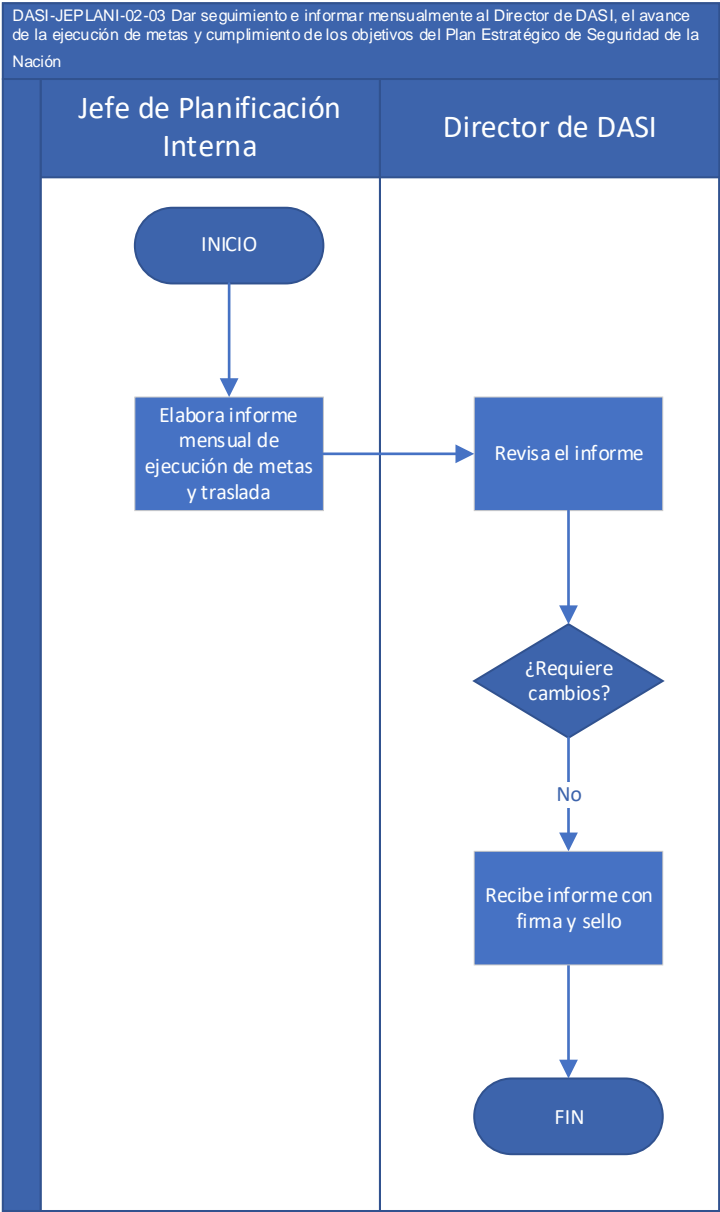 DASI-JEPLANI-02-03 Dar seguimiento e informar mensualmente al Director de DASI, el avance
de la ejecución de metas y cumplimiento de los objetivos del Plan Estratégico de Seguridad de la
Nación
Jefe de Planificación
Interna
Director de DASI
INICIO
Elabora informe
mensual de
ejecución de metas
y traslada
Revisa el informe
¿Requiere
cambios?
No
Recibe informe con
firma y sello
FIN